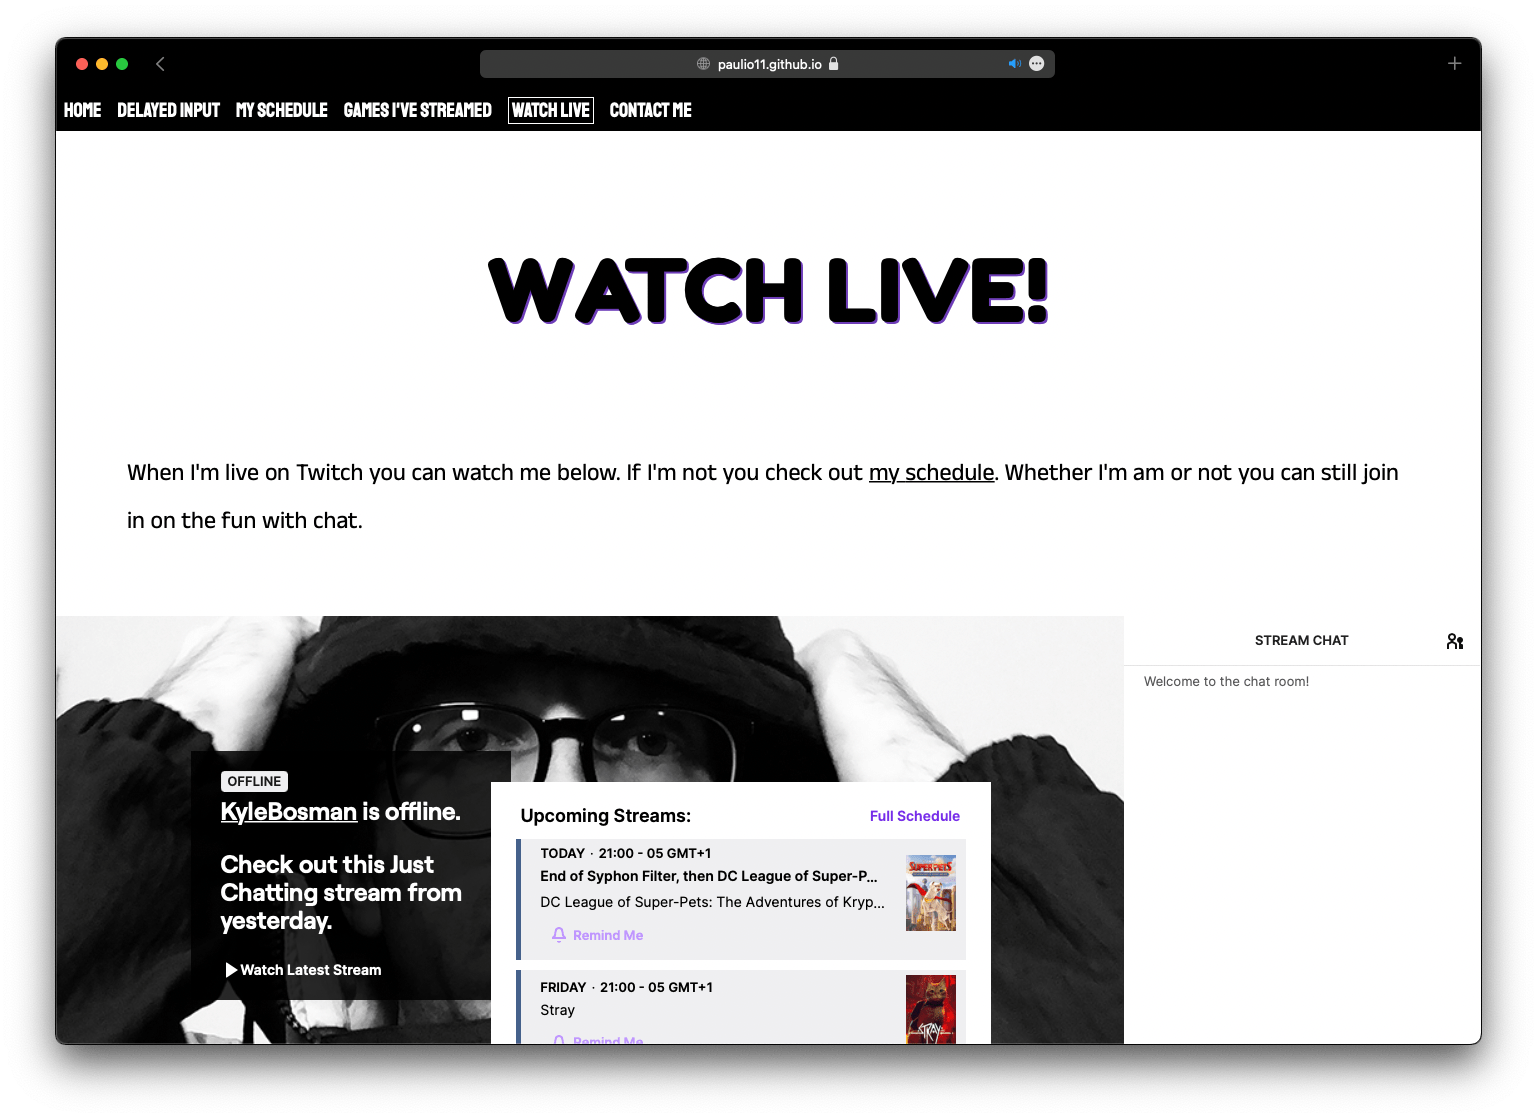 paulio11.github.io
HOME DELAYED INPUT MY SCHEDULE GAMES I'VE STREAMED WATCH LIVE CONTACT ME
WATCH LIVE!
When I'm live on Twitch you can watch me below. If I'm not you check out my schedule. Whether I'm am or not you can still join
in on the fun with chat.
STREAM CHAT
Welcome to the chat room!
OFFLINE
KyleBosman is offline.
Check out this Just
Chatting stream from
yesterday.
Watch Latest Stream
Upcoming Streams:
Full Schedule
TODAY · 21:00 - 05 GMT+1
End of Syphon Filter, then DC League of Super-P...
DC League of Super-Pets: The Adventures of Kryp...
Remind Me
SUPER-PETS
FRIDAY · 21:00 - 05 GMT+1
Stray
Remind Me
STRAY